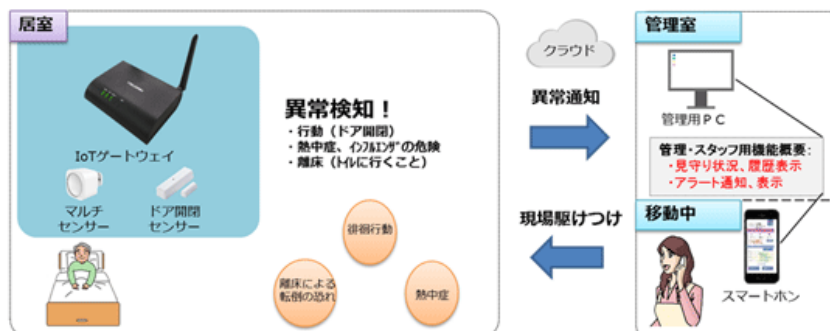 居室
IoTゲートウェイ
マルチ
センサー
ドア開閉
センサー
異常検知！
・行動（ドア開閉）
・熱中症、ｲﾝﾌﾙｴﾝｻﾞの危険
・離床（ﾄｲﾚに行くこと）
徘徊行動
離床による
転倒の恐れ
熱中症
クラウド
異常通知
現場駆けつけ
管理室
管理用ＰＣ
管理・スタッフ用機能概要：
・見守り状況、履歴表示
・アラート通知、表示
移動中
スマートホン